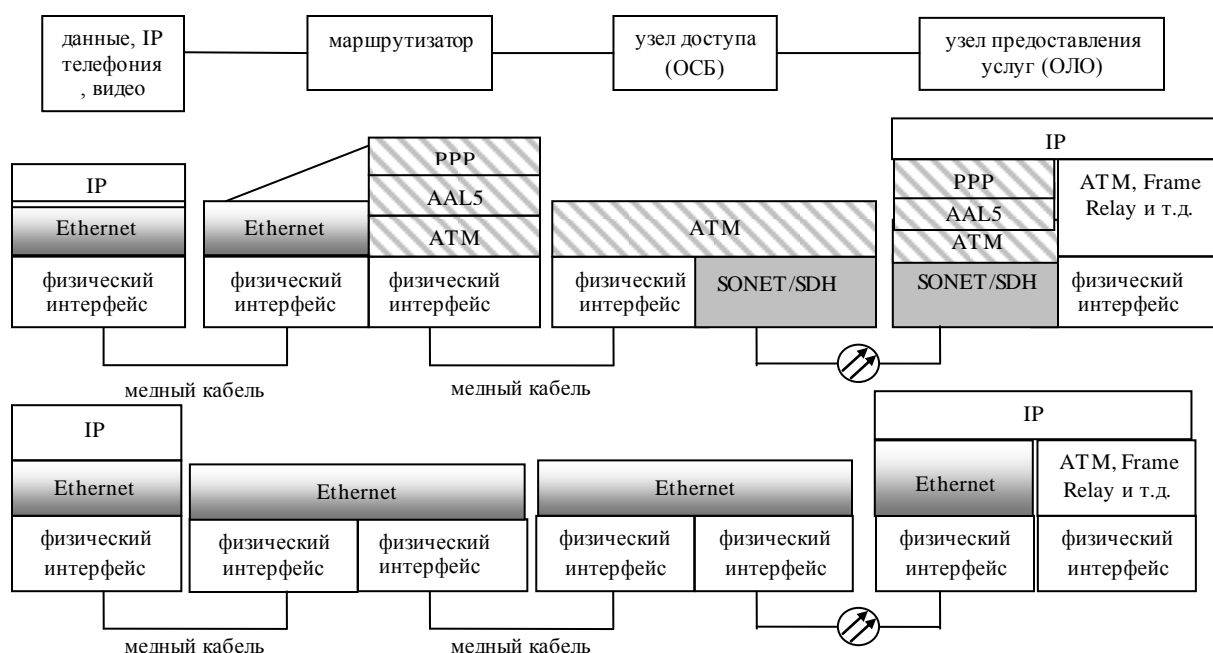 данные, IP
телефония
, видео
маршрутизатор
узел доступа
(ОСБ)
узел предоставления
услуг (ОЛО)
IP
Ethernet
физический
интерфейс
Ethernet
физический
интерфейс
PPP
AAL5
ATM
физический
интерфейс
ATM
физический
интерфейс
SONET/SDH
IP
PPP
AAL5
ATM
SONET/SDH
ATM, Frame
Relay и т.д.
физический
интерфейс
медный кабель
медный кабель
IP
Ethernet
физический
интерфейс
Ethernet
физический
интерфейс
физический
интерфейс
Ethernet
физический
интерфейс
физический
интерфейс
IP
Ethernet
физический
интерфейс
ATM, Frame
Relay и т.д.
физический
интерфейс
медный кабель
медный кабель